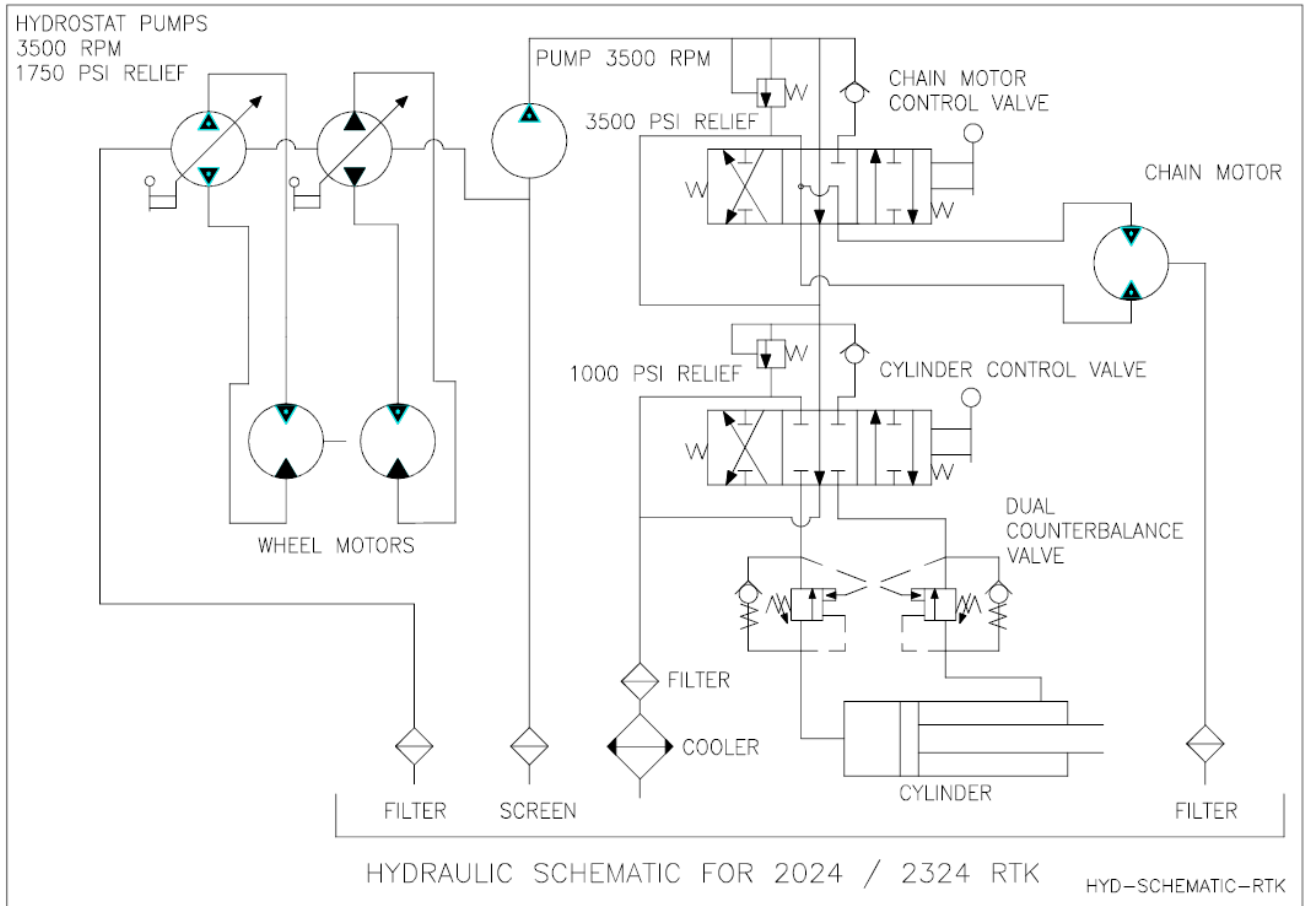 HYDROSTAT PUMPS
3500 RPM
1750 PSI RELIEF
PUMP 3500 RPM
3500 PSI RELIEF
CHAIN MOTOR
CONTROL VALVE
CHAIN MOTOR
1000 PSI RELIEF
CYLINDER CONTROL VALVE
WHEEL MOTORS
DUAL
COUNTERBALANCE
VALVE
FILTER
COOLER
CYLINDER
FILTER
SCREEN
FILTER
HYDRAULIC SCHEMATIC FOR 2024 / 2324 RTK
HYD-SCHEMATIC-RTK